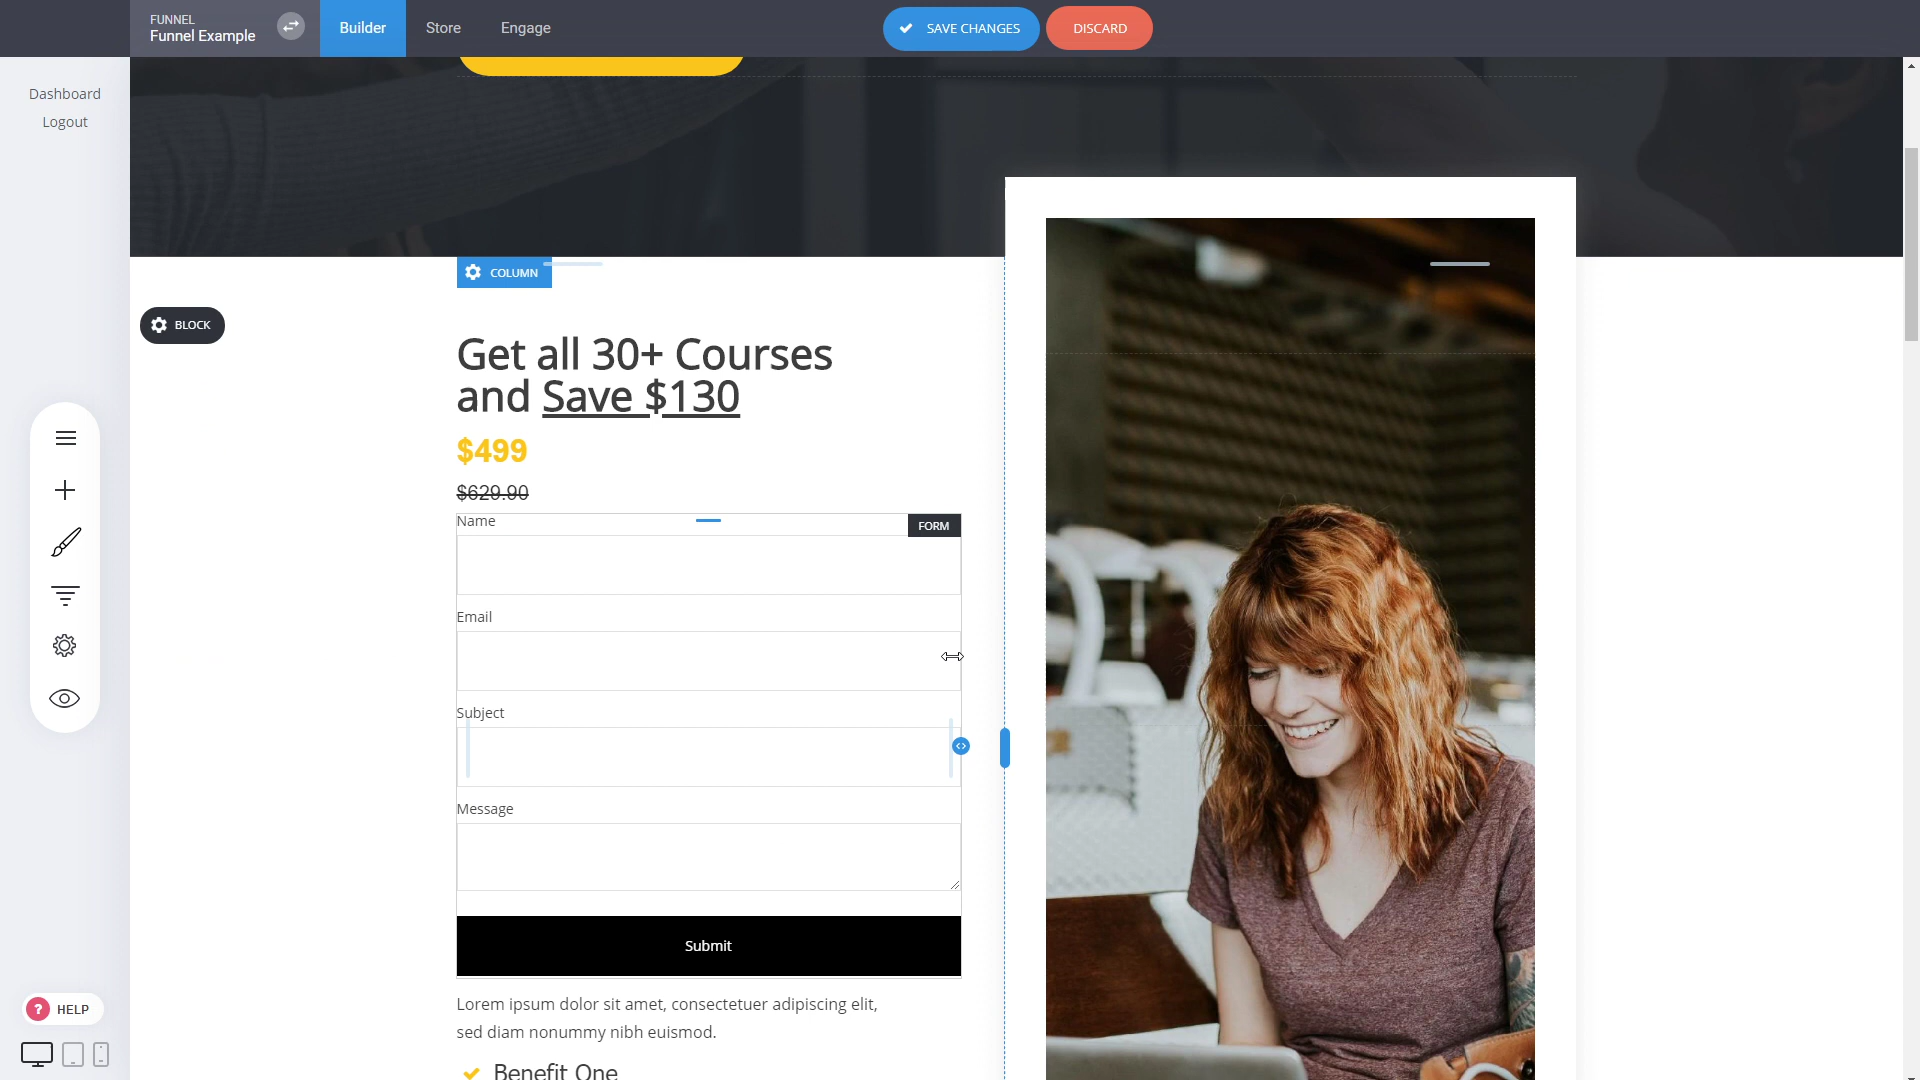 FUNNEL
Funnel Example
Builder
Store
Engage
SAVE CHANGES
DISCARD
Dashboard
Logout
COLUMN
BLOCK
Get all 30+ Courses
and Save $130
$499
$629.90
Name
FORM
Email
Subject
Message
Submit
Lorem ipsum dolor sit amet, consectetuer adipiscing elit,
sed diam nonummy nibh euismod.
Benefit One
? HELP